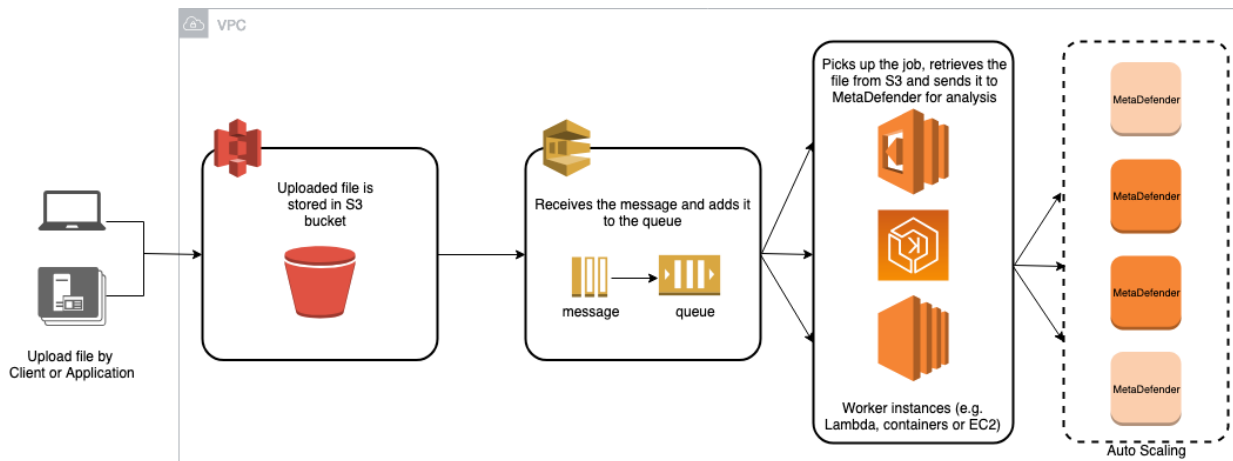 VPC
Upload file by
Client or Application
Uploaded file is
stored in S3
bucket
Receives the message and adds it
to the queue
message
queue
Picks up the job, retrieves the
file from S3 and sends it to
MetaDefender for analysis
Worker instances (e.g.
Lambda, containers or EC2)
MetaDefender
MetaDefender
MetaDefender
MetaDefender
Auto Scaling